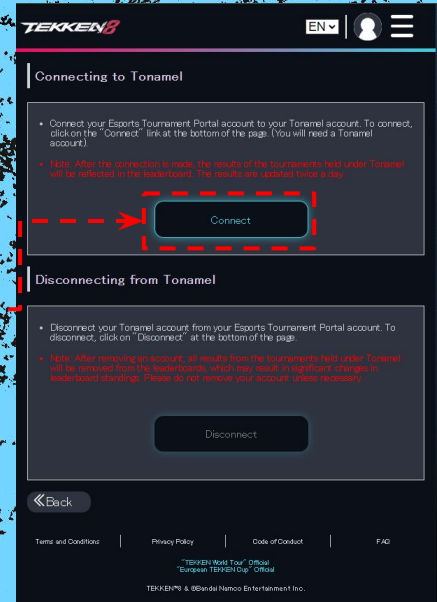 TEKKEN8
EN
Connecting to Tonamel
• Connect your Esports Tournament Portal account to your Tonamel account. To connect,
click on the "Connect" link at the bottom of the page. (You will need a Tonamel
account).
• Note: After the connection is made, the results of the tournaments held under Tonamel
will be reflected in the leaderboard. The results are updated twice a day.
Connect
Disconnecting from Tonamel
• Disconnect your Tonamel account from your Esports Tournament Portal account. To
disconnect, click on "Disconnect" at the bottom of the page.
• Note: After removing an account, all results from the tournaments held under Tonamel
will be removed from the leaderboards, which may result in significant changes in
leaderboard standings. Please do not remove your account unless necessary.
Disconnect
≪Back
Terms and Conditions
Privacy Policy
Code of Conduct
FAQ
"TEKKEN World Tour" Official
"European TEKKEN Cup" Official
TEKKEN™8 & ©Bandai Namco Entertainment Inc.